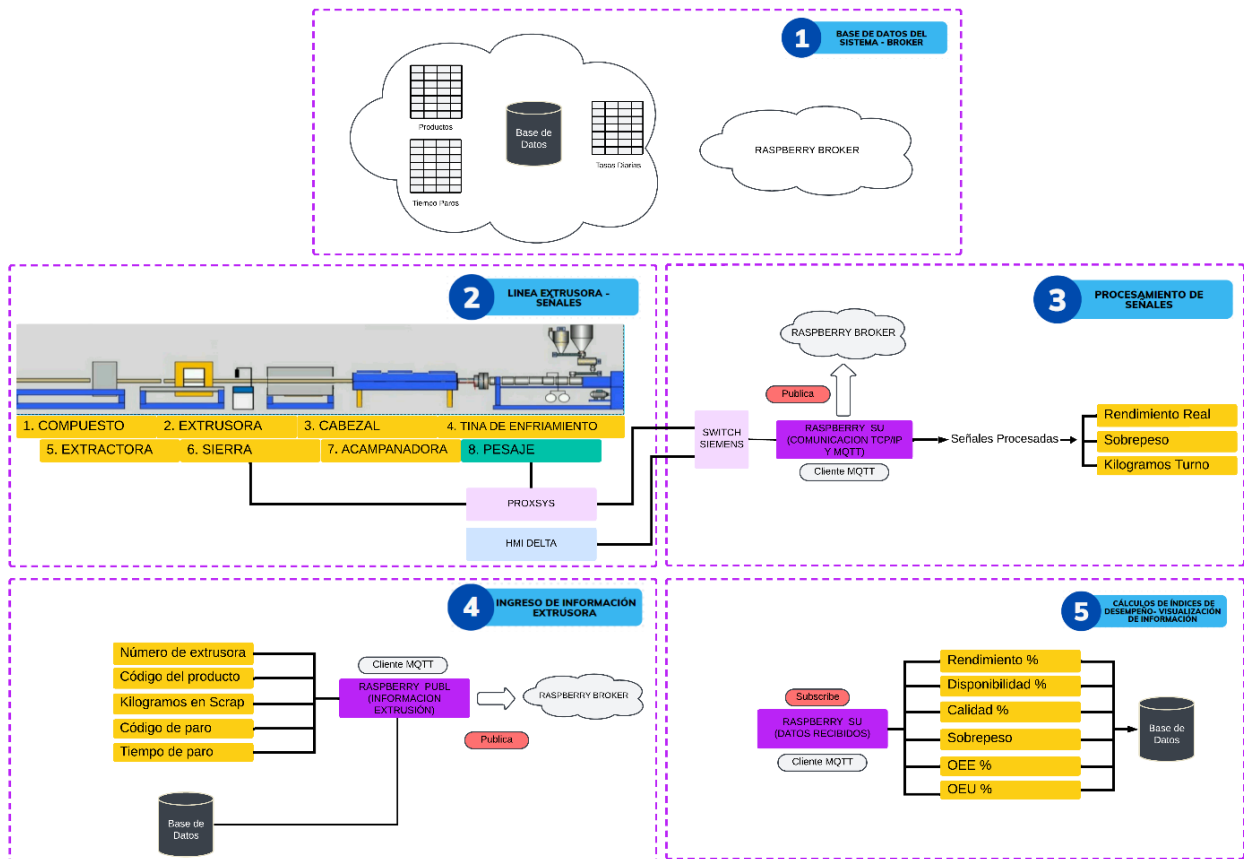 1
BASE DE DATOS DEL
SISTEMA - BROKER
Productos
Base de
Datos
Tasas Diarias
Tiempo Paros
RASPBERRY BROKER
2
LINEA EXTRUSORA -
SEÑALES
1. COMPUESTO
2. EXTRUSORA
3. CABEZAL
4. TINA DE ENFRIAMIENTO
5. EXTRACTORA
6. SIERRA
7. ACAMPANADORA
8. PESAJE
PROXSYS
HMI DELTA
3
PROCESAMIENTO DE
SEÑALES
RASPBERRY BROKER
Publica
SWITCH
SIEMENS
RASPBERRY SU
(COMUNICACION TCP/IP
Y MQTT)
Cliente MQTT
Señales Procesadas
Rendimiento Real
Sobrepeso
Kilogramos Turno
4
INGRESO DE INFORMACIÓN
EXTRUSORA
Número de extrusora
Código del producto
Kilogramos en Scrap
Código de paro
Tiempo de paro
Cliente MQTT
RASPBERRY PUBL
(INFORMACION
EXTRUSIÓN)
RASPBERRY BROKER
Publica
Base de
Datos
5
CÁLCULOS DE ÍNDICES DE
DESEMPEÑO- VISUALIZACIÓN
DE INFORMACIÓN
Subscribe
RASPBERRY SU
(DATOS RECIBIDOS)
Cliente MQTT
Rendimiento %
Disponibilidad %
Calidad %
Sobrepeso
OEE %
OEU %
Base de
Datos